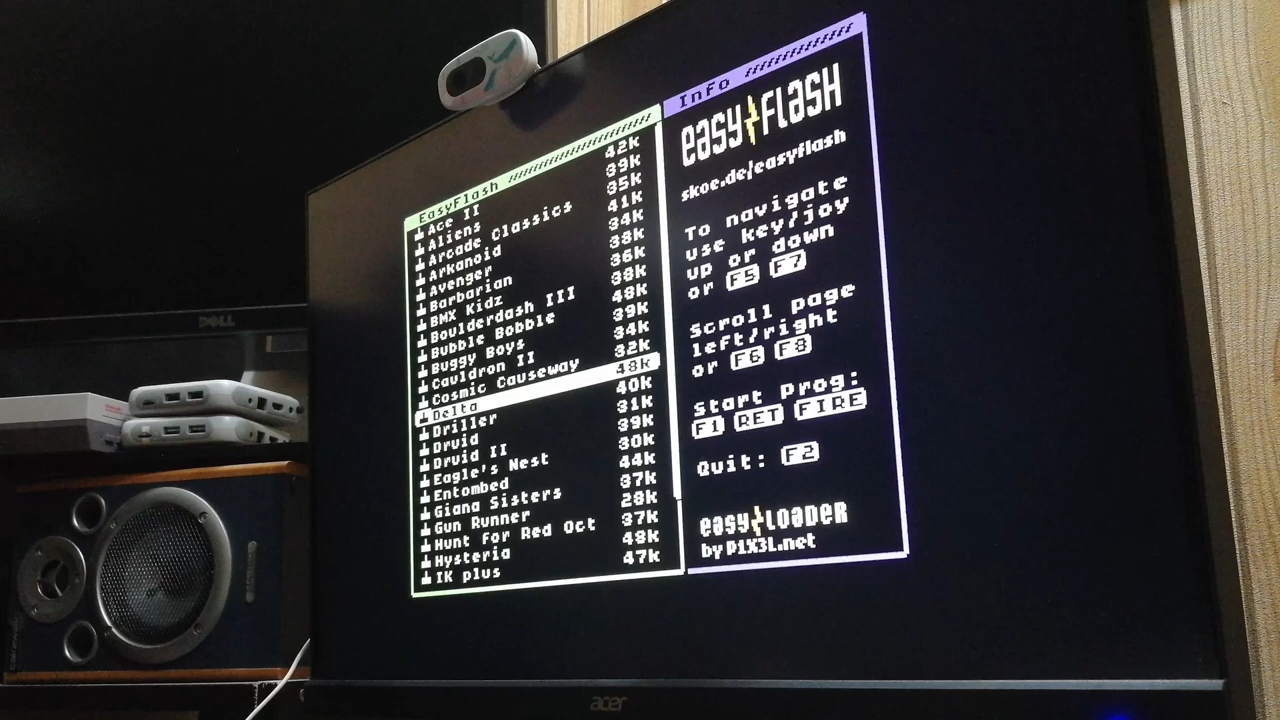 EasyFlash
Ace II 42k
Aliens 39k
Arcade Classics 35k
Arkanoid 41k
Avenger 34k
Barbarian 38k
BMX Kidz 36k
Boulderdash III 38k
Bubble Bobble 48k
Buggy Boys 39k
Cauldron II 34k
Cosmic Causeway 32k
Delta 48k
Driller 40k
Druid 31k
Druid II 39k
Eagle's Nest 30k
Entombed 44k
Giana Sisters 37k
Gun Runner 28k
Hunt for Red Oct 37k
Hysteria 48k
IK plus 47k
Info
easy FLASH
skoe.de/easyflash
To navigate
use key/joy
up or down
or F5 F7
Scroll page
left/right
or F6 F8
Start Prog:
F1 RET FIRE
Quit: F2
easy LOADER
by P1X3L.net
DELL
acer